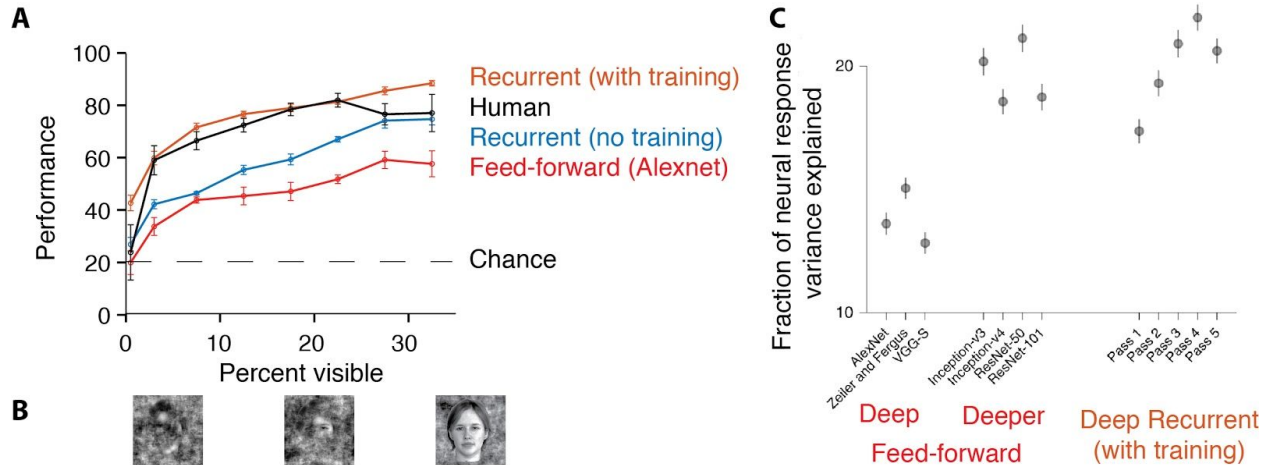 A
100
80
60
40
20
0
Performance
0
10
20
30
Percent visible
Recurrent (with training)
Human
Recurrent (no training)
Feed-forward (Alexnet)
Chance
B
C
Fraction of neural response
variance explained
20
10
AlexNet
Zeiler and Fergus
VGG-S
Inception-v3
Inception-v4
ResNet-50
ResNet-101
Pass 1
Pass 2
Pass 3
Pass 4
Pass 5
Deep
Deeper
Feed-forward
Deep Recurrent
(with training)